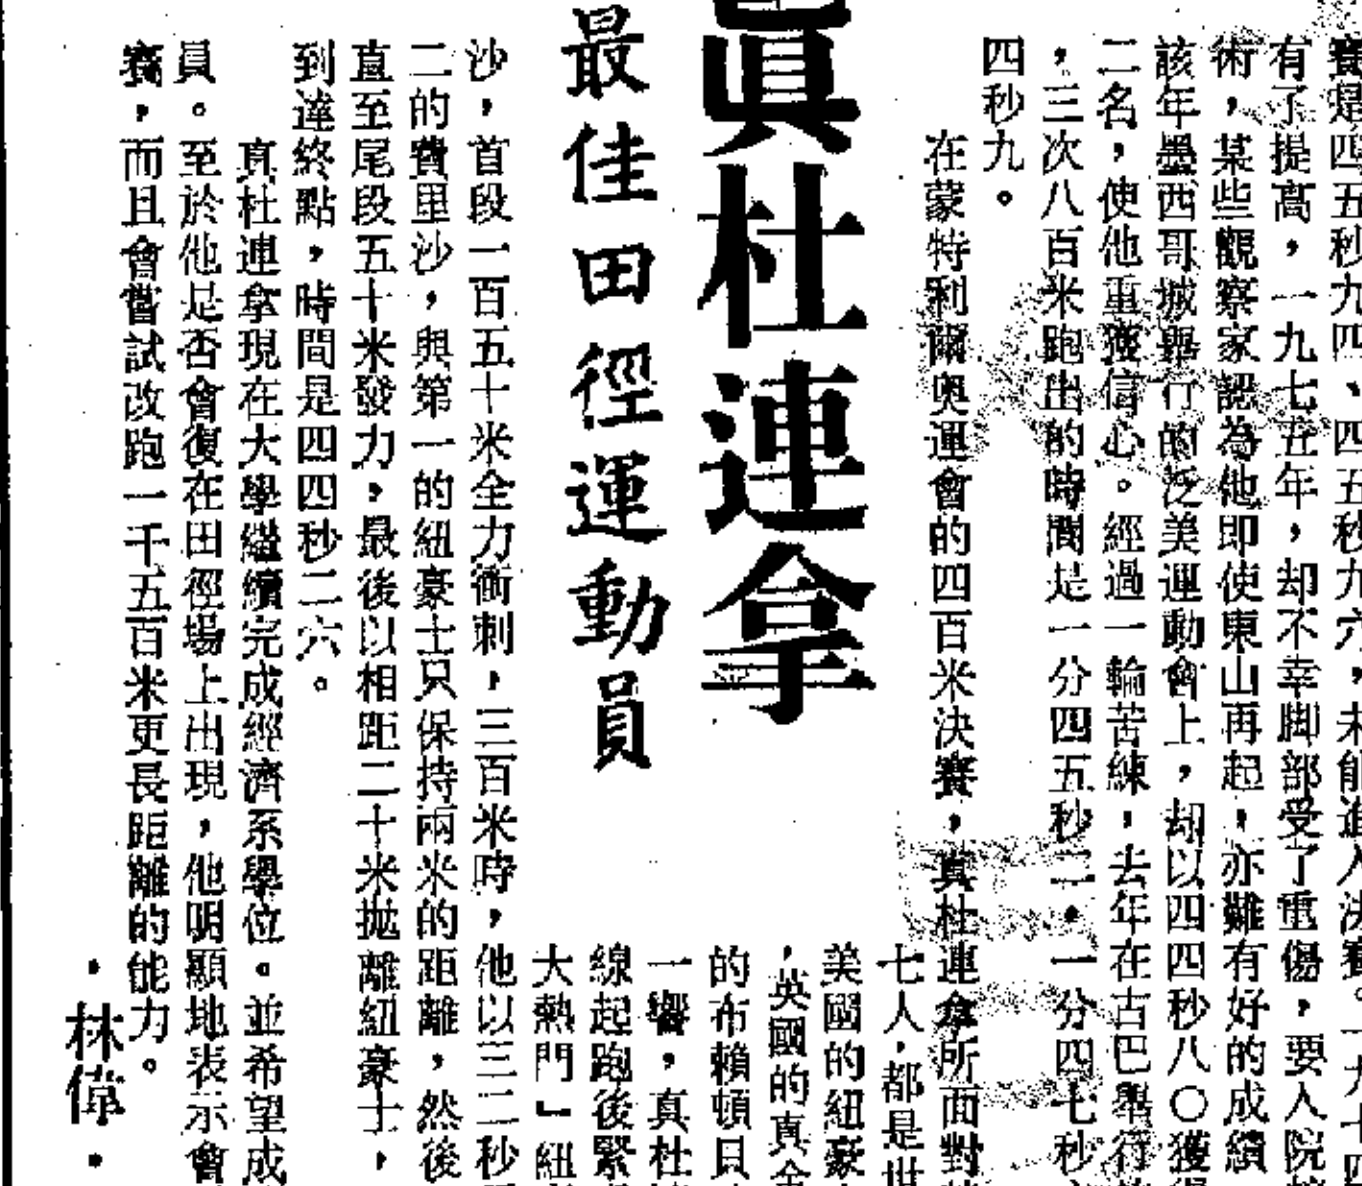 賽是四五秒九四、四五秒九六，未能進入決賽。一九七四
有了提高，一九七五年，却不幸脚部受了重傷，要入院
術，某些觀察家認為他即使東山再起，亦難有好的成績
該年墨西哥城舉行的泛美運動會上，却以四四秒八〇獲得
二名，使他重獲信心。經過一輪苦練，去年在古巴舉行
，三次八百米跑出的時間是一分四五秒二，一分四七秒
四秒九。
在蒙特利爾奧運會的四百米決賽，真杜連拿所面對
七人，都是世
美國的紐豪
，英國的真金
的布賴頓貝
一響，真杜
線起跑後緊
大熱門」紐
真杜連拿
最佳田徑運動員
沙，首段一百五十米全力衝刺，三百米時，他以三二秒
二的費里沙，與第一的紐豪士只保持兩米的距離，然後
直至尾段五十米發力，最後以相距二十米拋離紐豪士，
到達終點，時間是四四秒二六。
真杜連拿現在大學繼續完成經濟系學位。並希望成
員。至於他是否會復在田徑場上出現，他明顯地表示會
賽，而且會嘗試改跑一千五百米更長距離的能力。
・林偉・